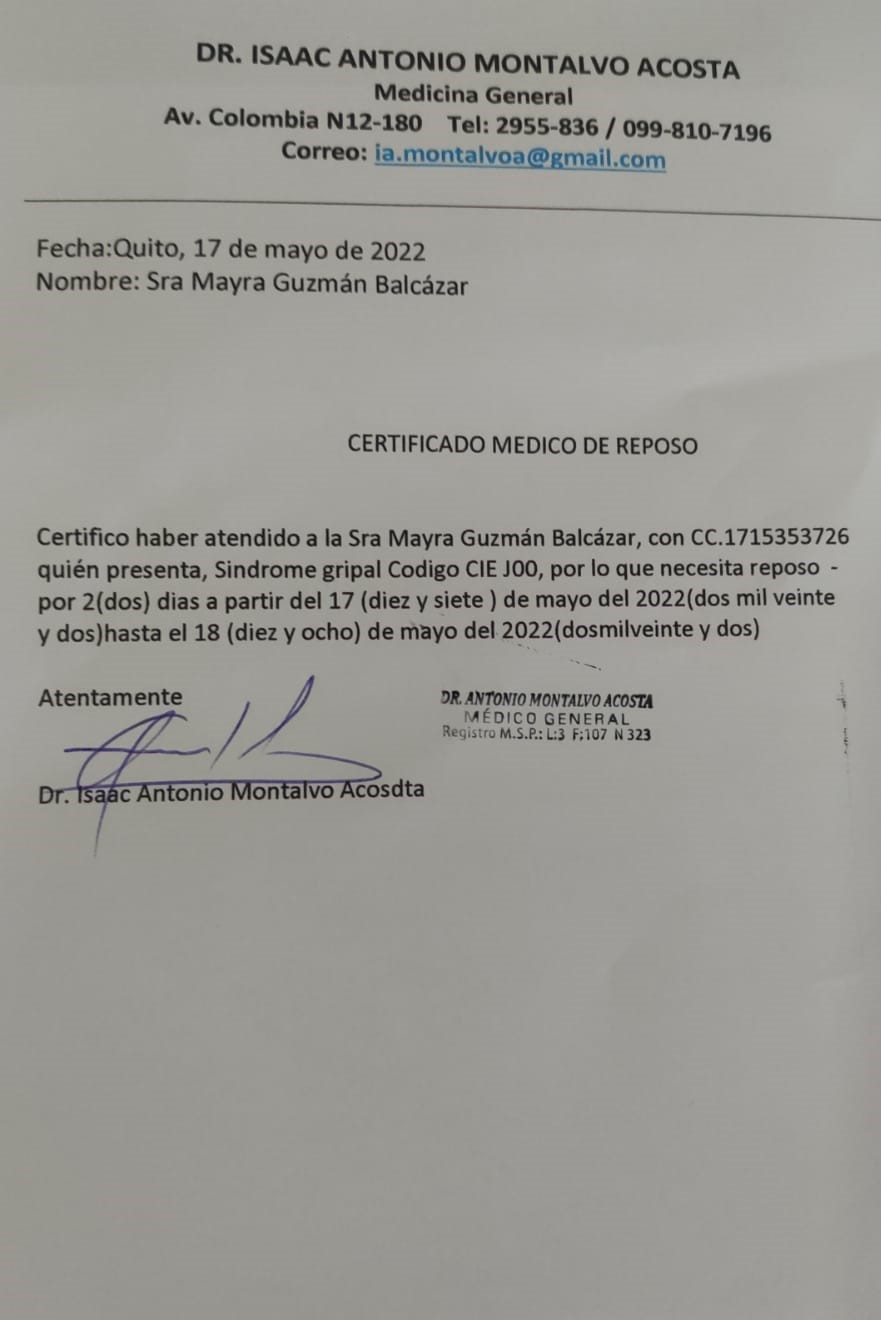 DR. ISAAC ANTONIO MONTALVO ACOSTA
Medicina General
Av. Colombia N12-180 Tel: 2955-836 / 099-810-7196
Correo: ia.montalvoa@gmail.com
Fecha:Quito, 17 de mayo de 2022
Nombre: Sra Mayra Guzmán Balcázar
CERTIFICADO MEDICO DE REPOSO
Certifico haber atendido a la Sra Mayra Guzmán Balcázar, con CC.1715353726
quién presenta, Sindrome gripal Codigo CIE J00, por lo que necesita reposo -
por 2(dos) dias a partir del 17 (diez y siete ) de mayo del 2022(dos mil veinte
y dos)hasta el 18 (diez y ocho) de mayo del 2022(dosmilveinte y dos)
Atentamente
DR. ANTONIO MONTALVO ACOSTA
MÉDICO GENERAL
Registro M.S.P.: L:3 F;107 N 323
Dr. Isaac Antonio Montalvo Acosdta